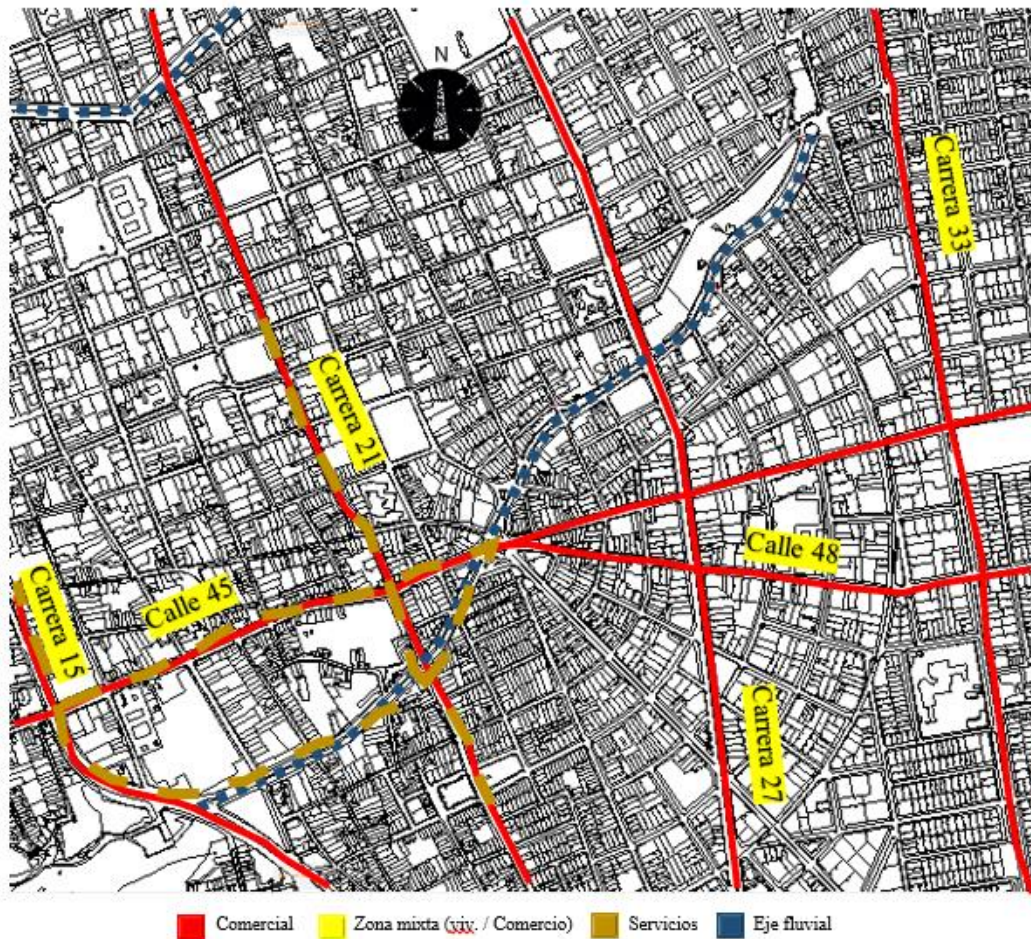 N
Carrera 33
Carrera 21
Calle 48
Calle 45
Carrera 15
Carrera 27
Comercial
Zona mixta (viv. / Comercio)
Servicios
Eje fluvial